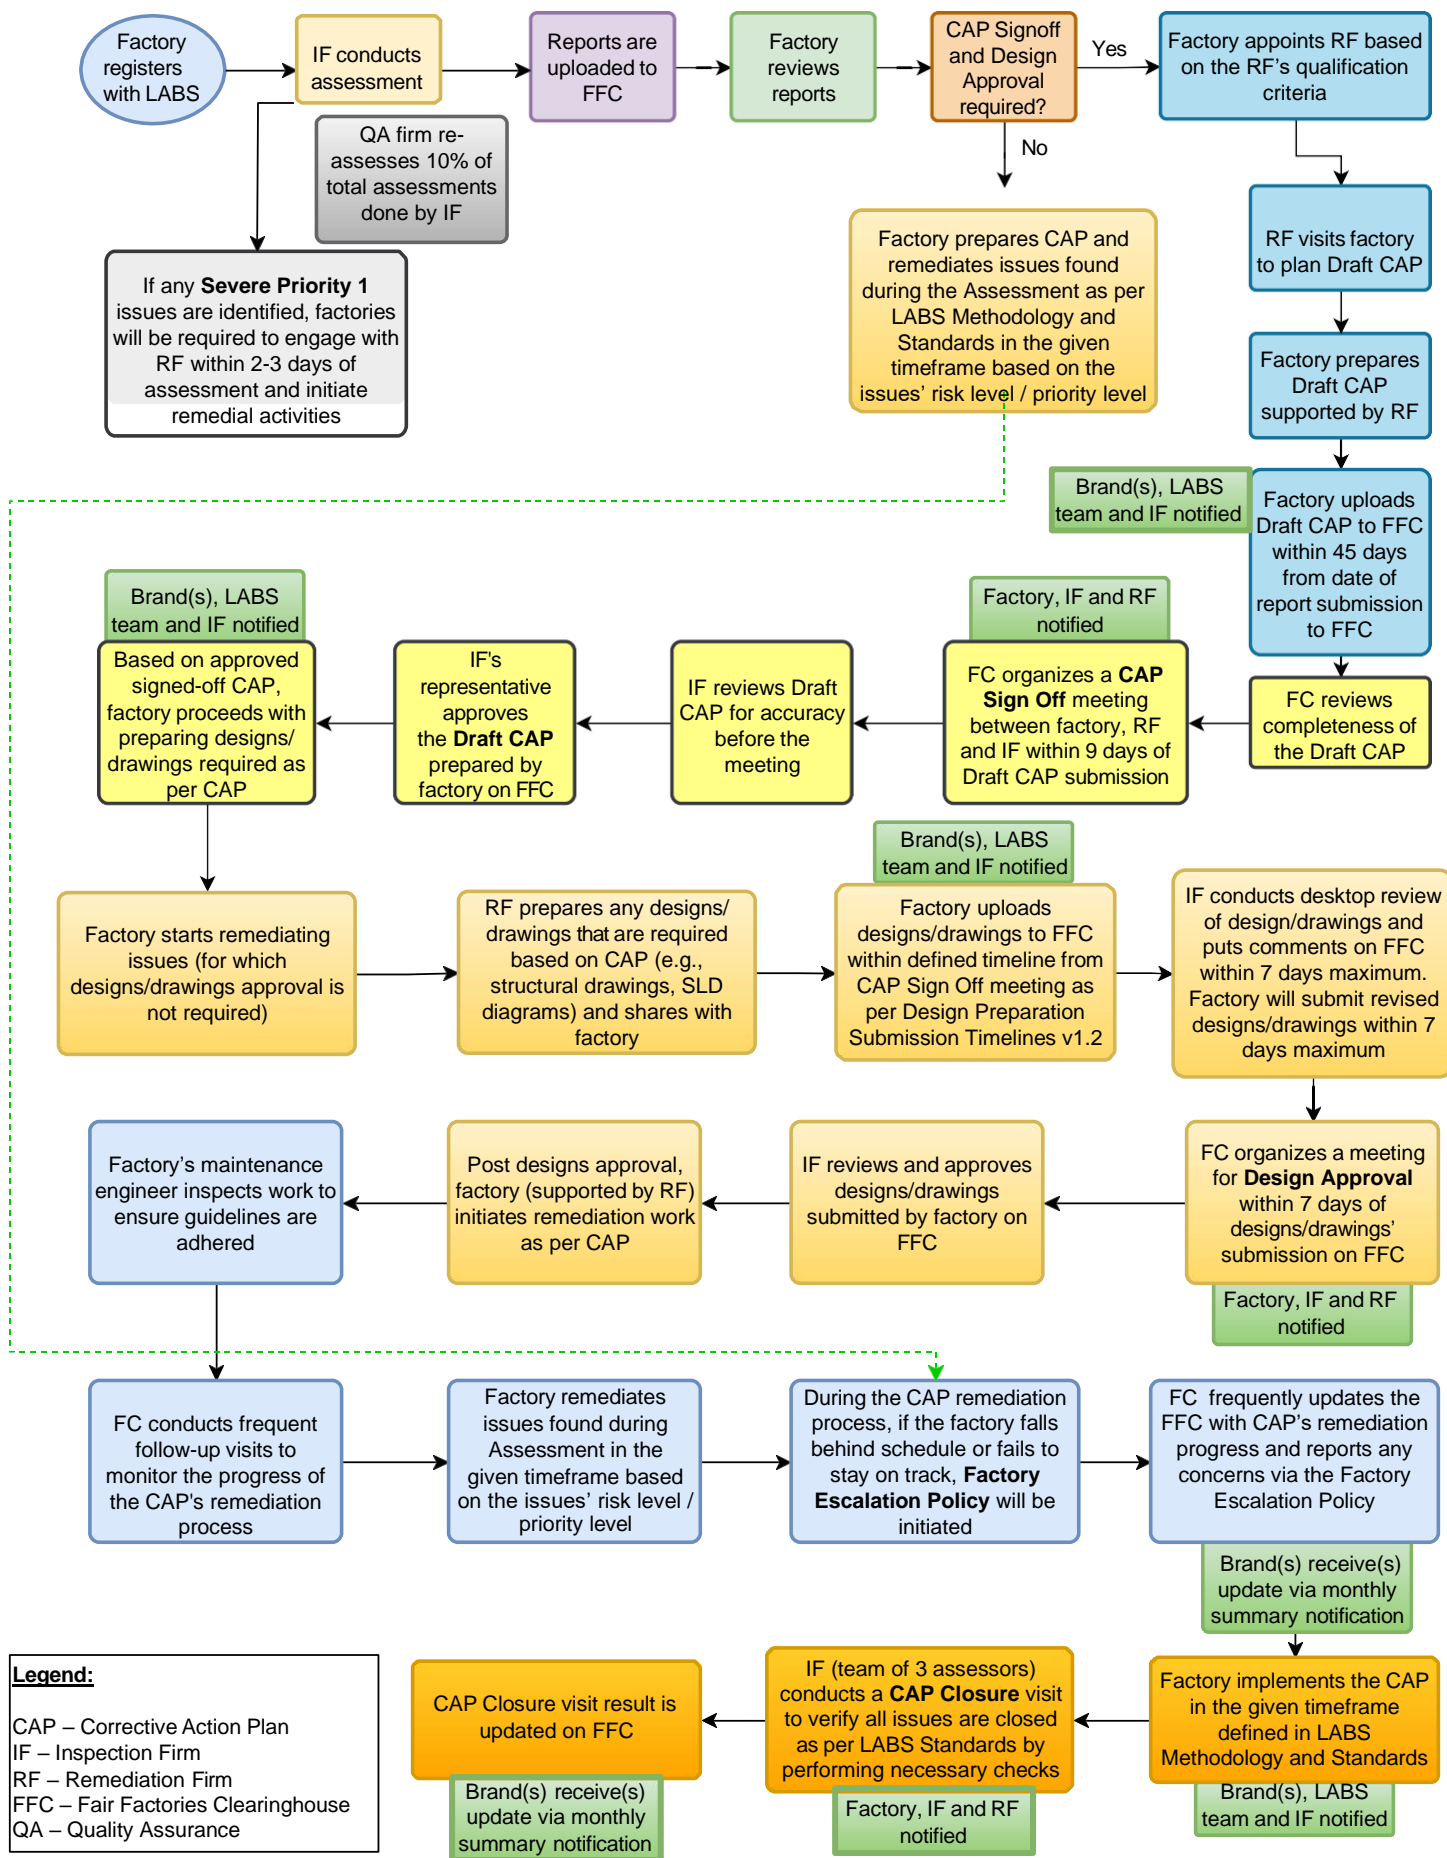 Factory
registers
with LABS
IF conducts
assessment
Reports are
uploaded to
FFC
Factory
reviews
reports
CAP Signoff
and Design
Approval
required?
Yes
No
Factory appoints RF based
on the RF's qualification
criteria
QA firm re-
assesses 10% of
total assessments
done by IF
If any Severe Priority 1
issues are identified, factories
will be required to engage with
RF within 2-3 days of
assessment and initiate
remedial activities
Factory prepares CAP and
remediates issues found
during the Assessment as per
LABS Methodology and
Standards in the given
timeframe based on the
issues' risk level / priority level
RF visits factory
to plan Draft CAP
Factory prepares
Draft CAP
supported by RF
Brand(s), LABS
team and IF notified
Factory uploads
Draft CAP to FFC
within 45 days
from date of
report submission
to FFC
FC reviews
completeness of
the Draft CAP
Factory, IF and RF
notified
FC organizes a CAP
Sign Off meeting
between factory, RF
and IF within 9 days of
Draft CAP submission
IF reviews Draft
CAP for accuracy
before the
meeting
IF's
representative
approves
the Draft CAP
prepared by
factory on FFC
Brand(s), LABS
team and IF notified
Based on approved
signed-off CAP,
factory proceeds with
preparing designs/
drawings required as
per CAP
Factory starts remediating
issues (for which
designs/drawings approval is
not required)
RF prepares any designs/
drawings that are required
based on CAP (e.g.,
structural drawings, SLD
diagrams) and shares with
factory
Brand(s), LABS
team and IF notified
Factory uploads
designs/drawings to FFC
within defined timeline from
CAP Sign Off meeting as
per Design Preparation
Submission Timelines v1.2
IF conducts desktop review
of design/drawings and
puts comments on FFC
within 7 days maximum.
Factory will submit revised
designs/drawings within 7
days maximum
FC organizes a meeting
for Design Approval
within 7 days of
designs/drawings'
submission on FFC
Factory, IF and RF
notified
IF reviews and approves
designs/drawings
submitted by factory on
FFC
Post designs approval,
factory (supported by RF)
initiates remediation work
as per CAP
Factory's maintenance
engineer inspects work to
ensure guidelines are
adhered
FC conducts frequent
follow-up visits to
monitor the progress of
the CAP's remediation
process
Factory remediates
issues found during
Assessment in the
given timeframe based
on the issues' risk level /
priority level
During the CAP remediation
process, if the factory falls
behind schedule or fails to
stay on track, Factory
Escalation Policy will be
initiated
FC frequently updates the
FFC with CAP's remediation
progress and reports any
concerns via the Factory
Escalation Policy
Brand(s) receive(s)
update via monthly
summary notification
Factory implements the CAP
in the given timeframe
defined in LABS
Methodology and Standards
Brand(s), LABS
team and IF notified
IF (team of 3 assessors)
conducts a CAP Closure visit
to verify all issues are closed
as per LABS Standards by
performing necessary checks
Factory, IF and RF
notified
CAP Closure visit result is
updated on FFC
Brand(s) receive(s)
update via monthly
summary notification
Legend:
CAP – Corrective Action Plan
IF – Inspection Firm
RF – Remediation Firm
FFC – Fair Factories Clearinghouse
QA – Quality Assurance